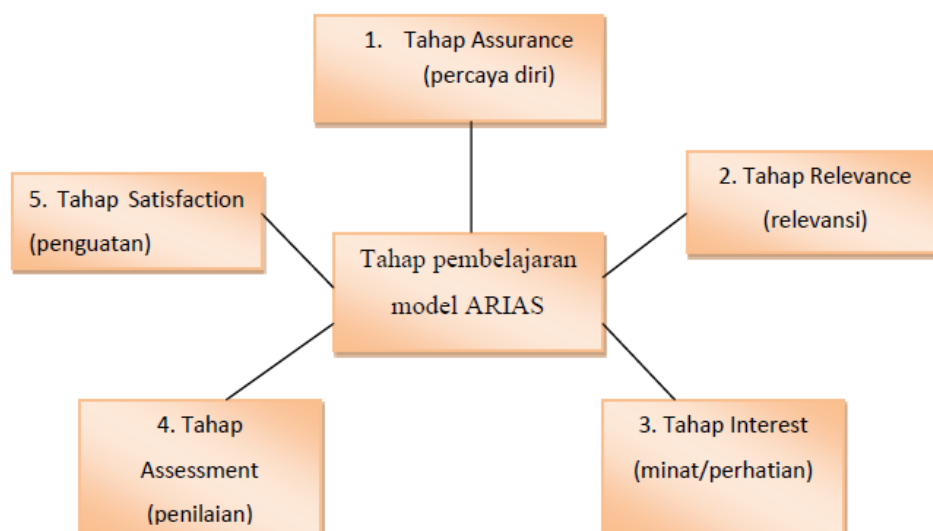 1. Tahap Assurance
(percaya diri)
2. Tahap Relevance
(relevansi)
5. Tahap Satisfaction
(penguatan)
Tahap pembelajaran
model ARIAS
4. Tahap
Assessment
(penilaian)
3. Tahap Interest
(minat/perhatian)